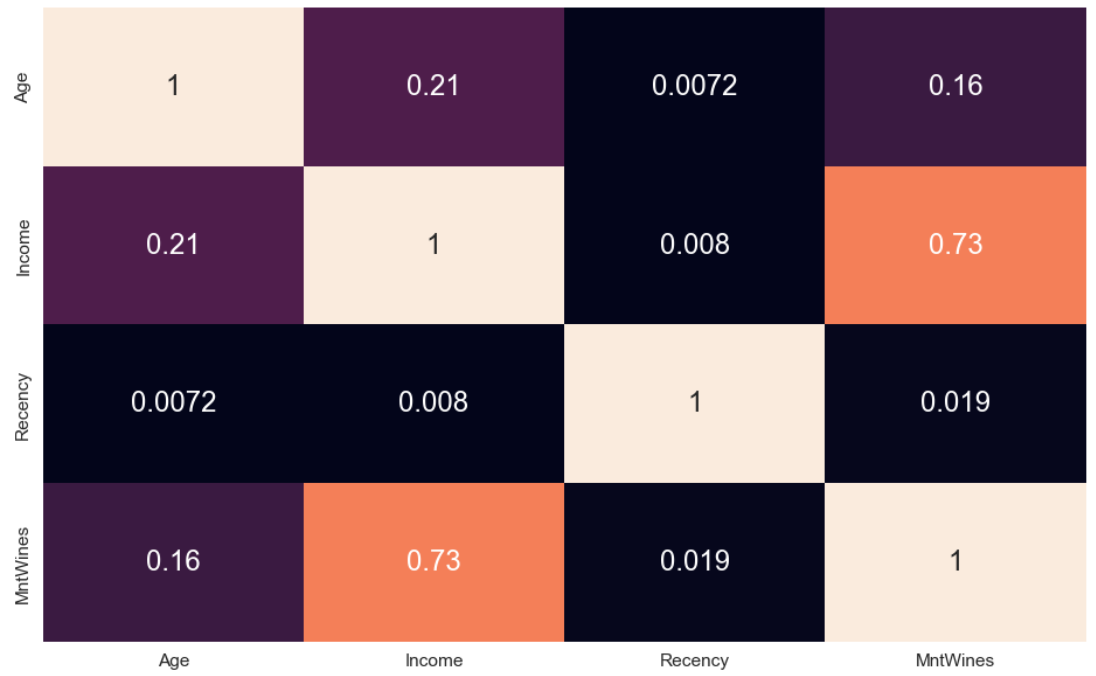 Age 1 0.21 0.0072 0.16
Income 0.21 1 0.008 0.73
Recency 0.0072 0.008 1 0.019
MntWines 0.16 0.73 0.019 1
Age Income Recency MntWines